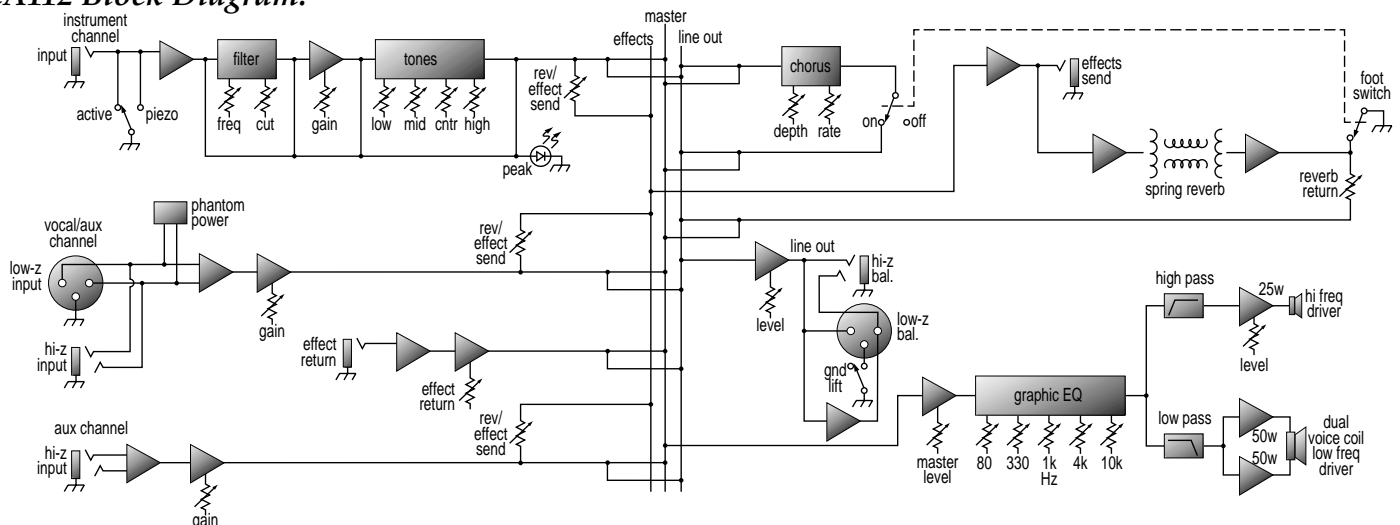 Block Diagram:
instrument
channel
input
active
piezo
filter
freq
cut
gain
tones
low
mid
cntr
high
peak
rev/
effect
send
effects
master
line out
chorus
depth
rate
on
off
effects
send
foot
switch
spring reverb
reverb
return
vocal/aux
channel
phantom
power
low-z
input
hi-z
input
gain
rev/
effect
send
effect
return
effect
return
aux channel
hi-z
input
gain
rev/
effect
send
line out
level
hi-z
bal.
low-z
bal.
gnd
lift
master
level
graphic EQ
80
330
1k
4k
10k
Hz
high pass
25w
hi freq
driver
level
low pass
50w
50w
dual
voice coil
low freq
driver